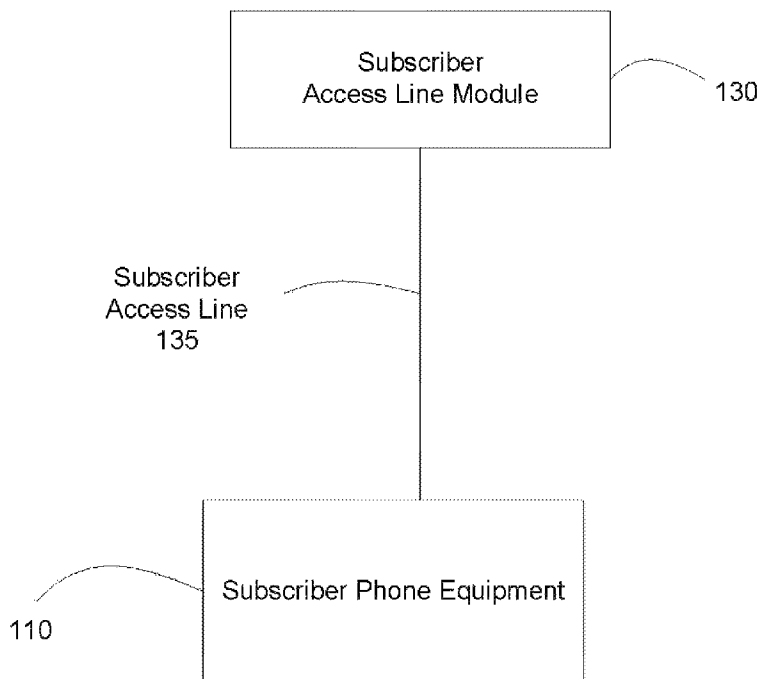 Subscriber
Access Line Module
130
Subscriber
Access Line
135
Subscriber Phone Equipment
110